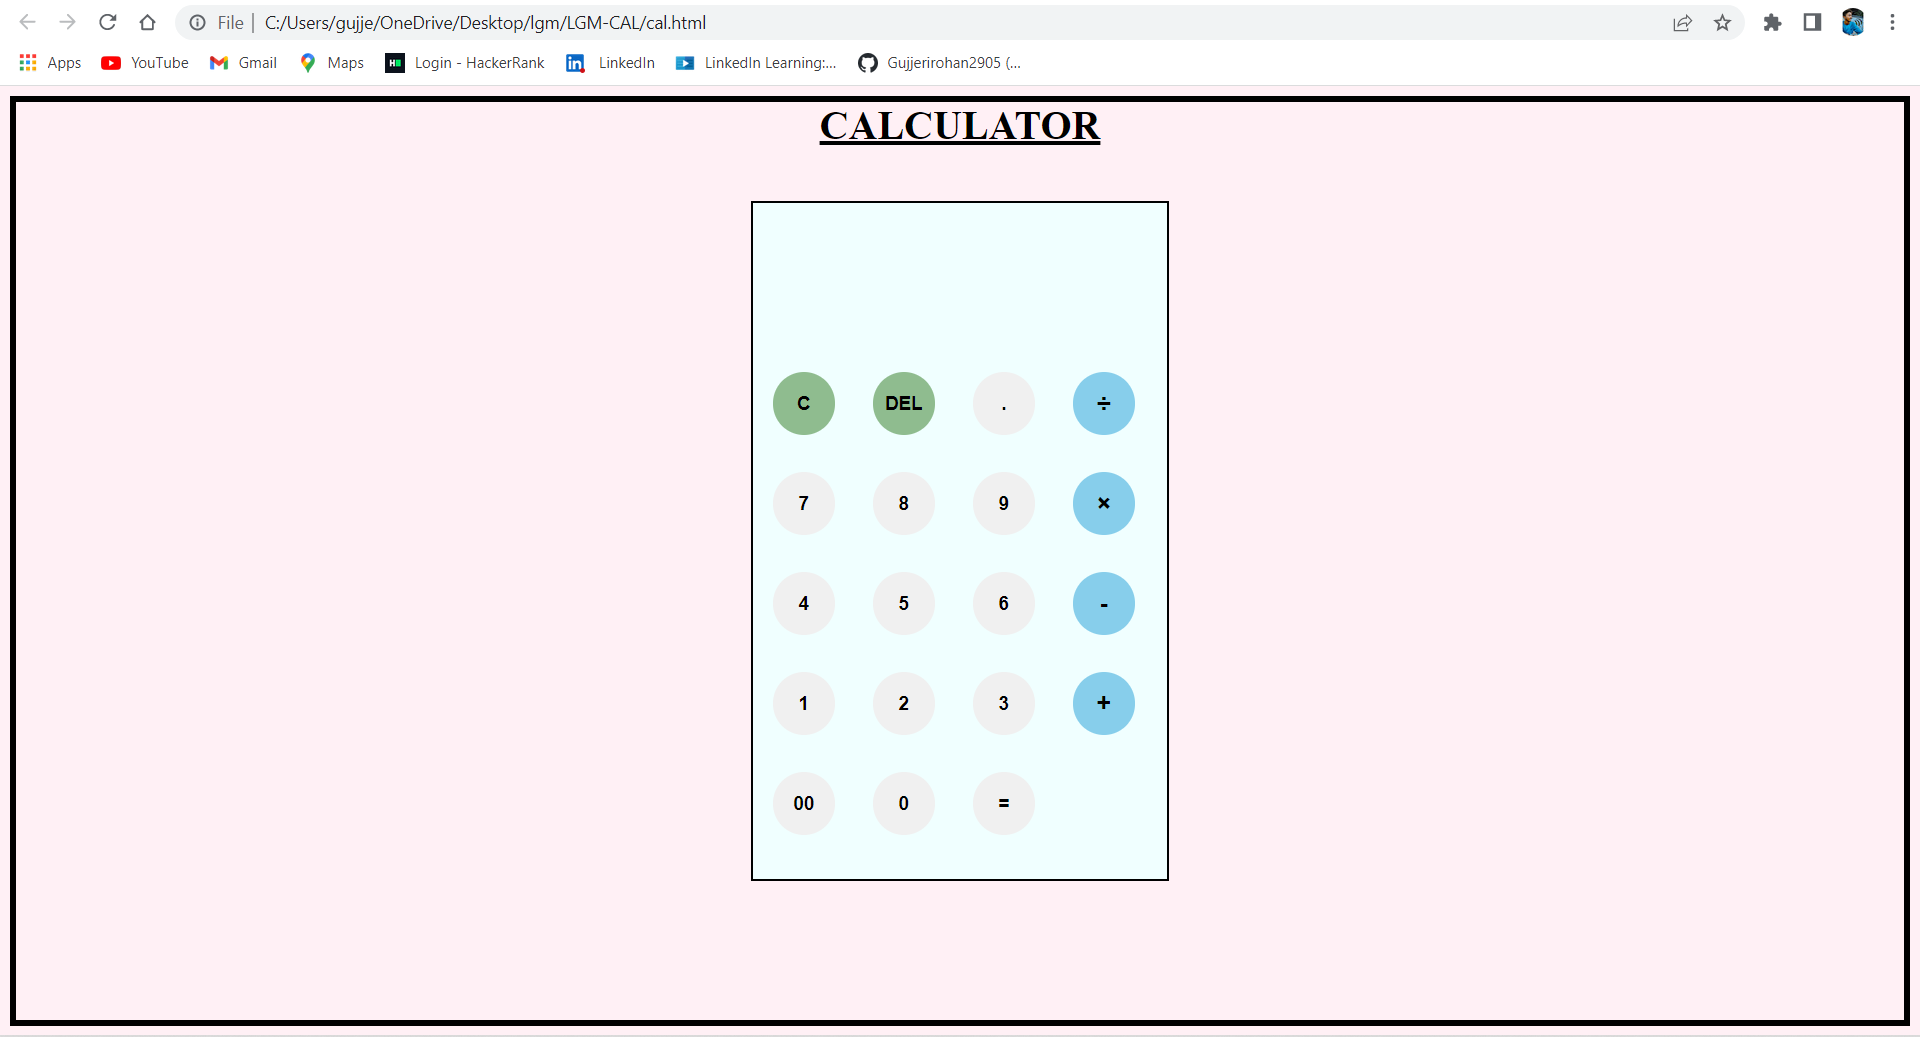 File | C:/Users/gujje/OneDrive/Desktop/lgm/LGM-CAL/cal.html
Apps YouTube Gmail Maps Login - HackerRank LinkedIn LinkedIn Learning:... Gujjerirohan2905 (...
CALCULATOR
C DEL . ÷
7 8 9 ×
4 5 6 -
1 2 3 +
00 0 =